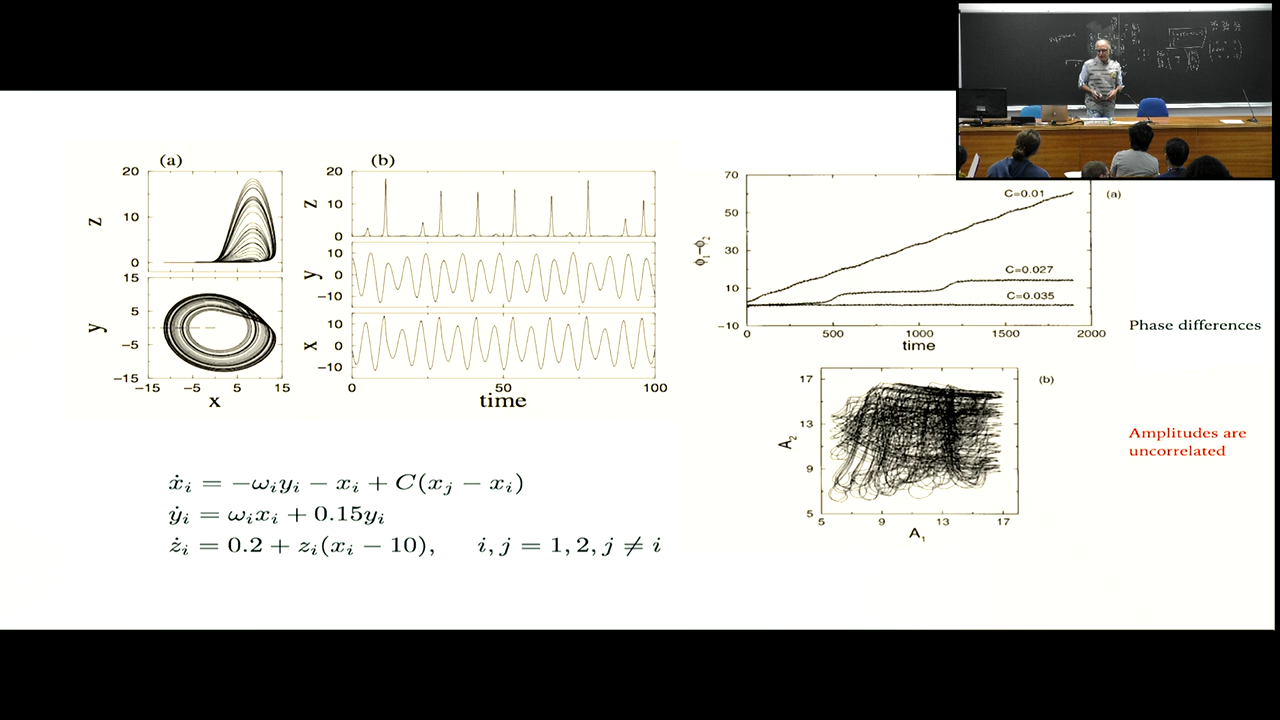 (a)
20
10
0
z
15
5
−5
−15
y
−15
−5
5
15
x
(b)
20
10
0
z
10
0
−10
y
10
0
−10
x
0
50
100
time
70
50
30
10
−10
ϕ₁−ϕ₂
C=0.01
C=0.027
C=0.035
(a)
0
500
1000
1500
2000
time
Phase differences
17
13
9
5
A₂
(b)
5
9
13
17
A₁
Amplitudes are
uncorrelated
ẋᵢ = −ωᵢyᵢ − xᵢ + C(xⱼ − xᵢ)
ẏᵢ = ωᵢxᵢ + 0.15yᵢ
żᵢ = 0.2 + zᵢ(xᵢ − 10), i, j = 1, 2, j ≠ i